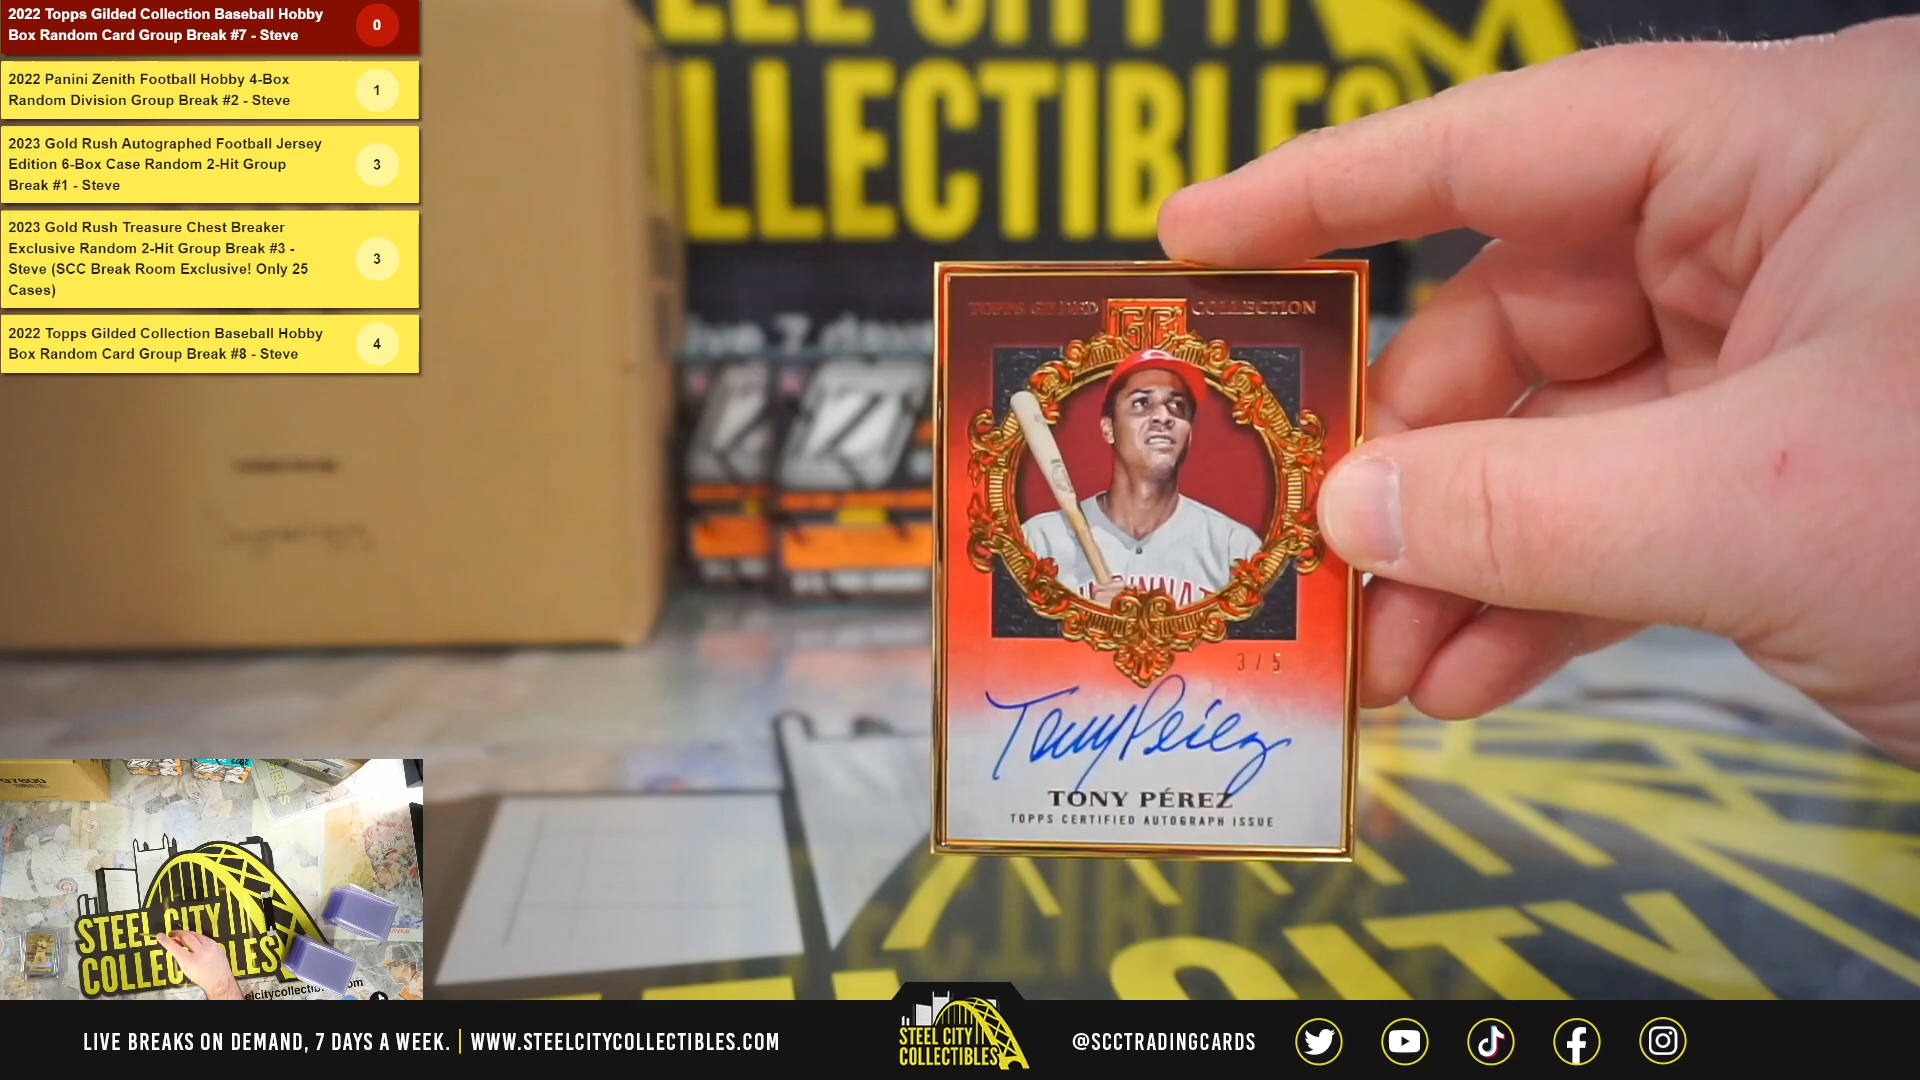 2022 Topps Gilded Collection Baseball Hobby
Box Random Card Group Break #7 - Steve
0
2022 Panini Zenith Football Hobby 4-Box
Random Division Group Break #2 - Steve
1
2023 Gold Rush Autographed Football Jersey
Edition 6-Box Case Random 2-Hit Group
Break #1 - Steve
3
2023 Gold Rush Treasure Chest Breaker
Exclusive Random 2-Hit Group Break #3 -
Steve (SCC Break Room Exclusive! Only 25
Cases)
3
2022 Topps Gilded Collection Baseball Hobby
Box Random Card Group Break #8 - Steve
4
TOPPS GILDED COLLECTION
3/5
Tony Perez
TONY PÉREZ
TOPPS CERTIFIED AUTOGRAPH ISSUE
CITY
STEEL CITY
COLLECTIBLES
LIVE BREAKS ON DEMAND, 7 DAYS A WEEK. | WWW.STEELCITYCOLLECTIBLES.COM
STEEL CITY
COLLECTIBLES
@SCCTRADINGCARDS